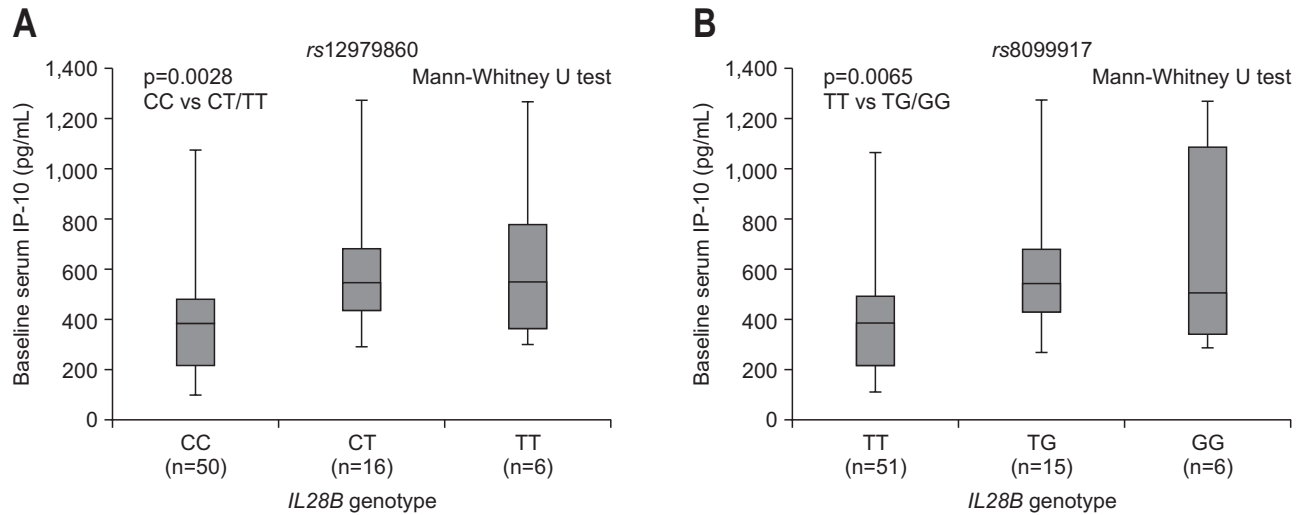 A
rs12979860
p=0.0028
CC vs CT/TT
Mann-Whitney U test
Baseline serum IP-10 (pg/mL)
1,400
1,200
1,000
800
600
400
200
0
CC CT TT
(n=50) (n=16) (n=6)
IL28B genotype
B
rs8099917
p=0.0065
TT vs TG/GG
Mann-Whitney U test
Baseline serum IP-10 (pg/mL)
1,400
1,200
1,000
800
600
400
200
0
TT TG GG
(n=51) (n=15) (n=6)
IL28B genotype